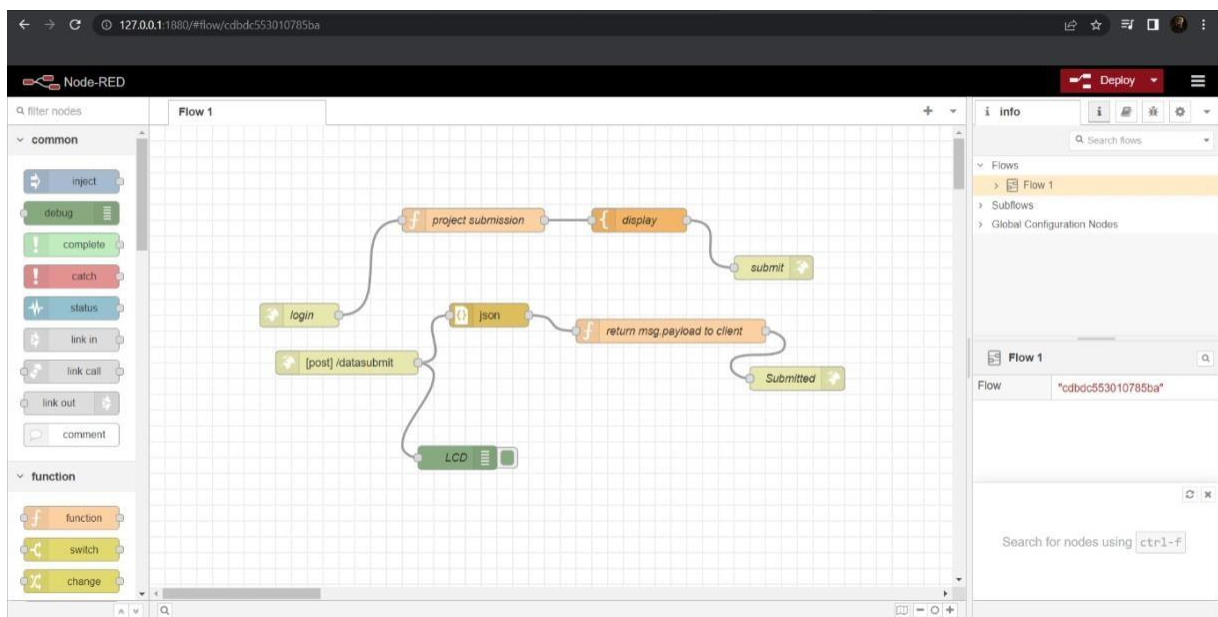 127.0.0.1:1880/#flow/cdbdc553010785ba
Node-RED
Deploy
filter nodes
Flow 1
i info
i
Search flows
common
Flows
Flow 1
Subflows
Global Configuration Nodes
inject
debug
complete
catch
status
link in
link call
link out
comment
function
function
switch
change
project submission
display
submit
login
json
return msg.payload to client
[post] /datasubmit
Submitted
LCD
Flow 1
Flow "cdbdc553010785ba"
Search for nodes using ctrl-f